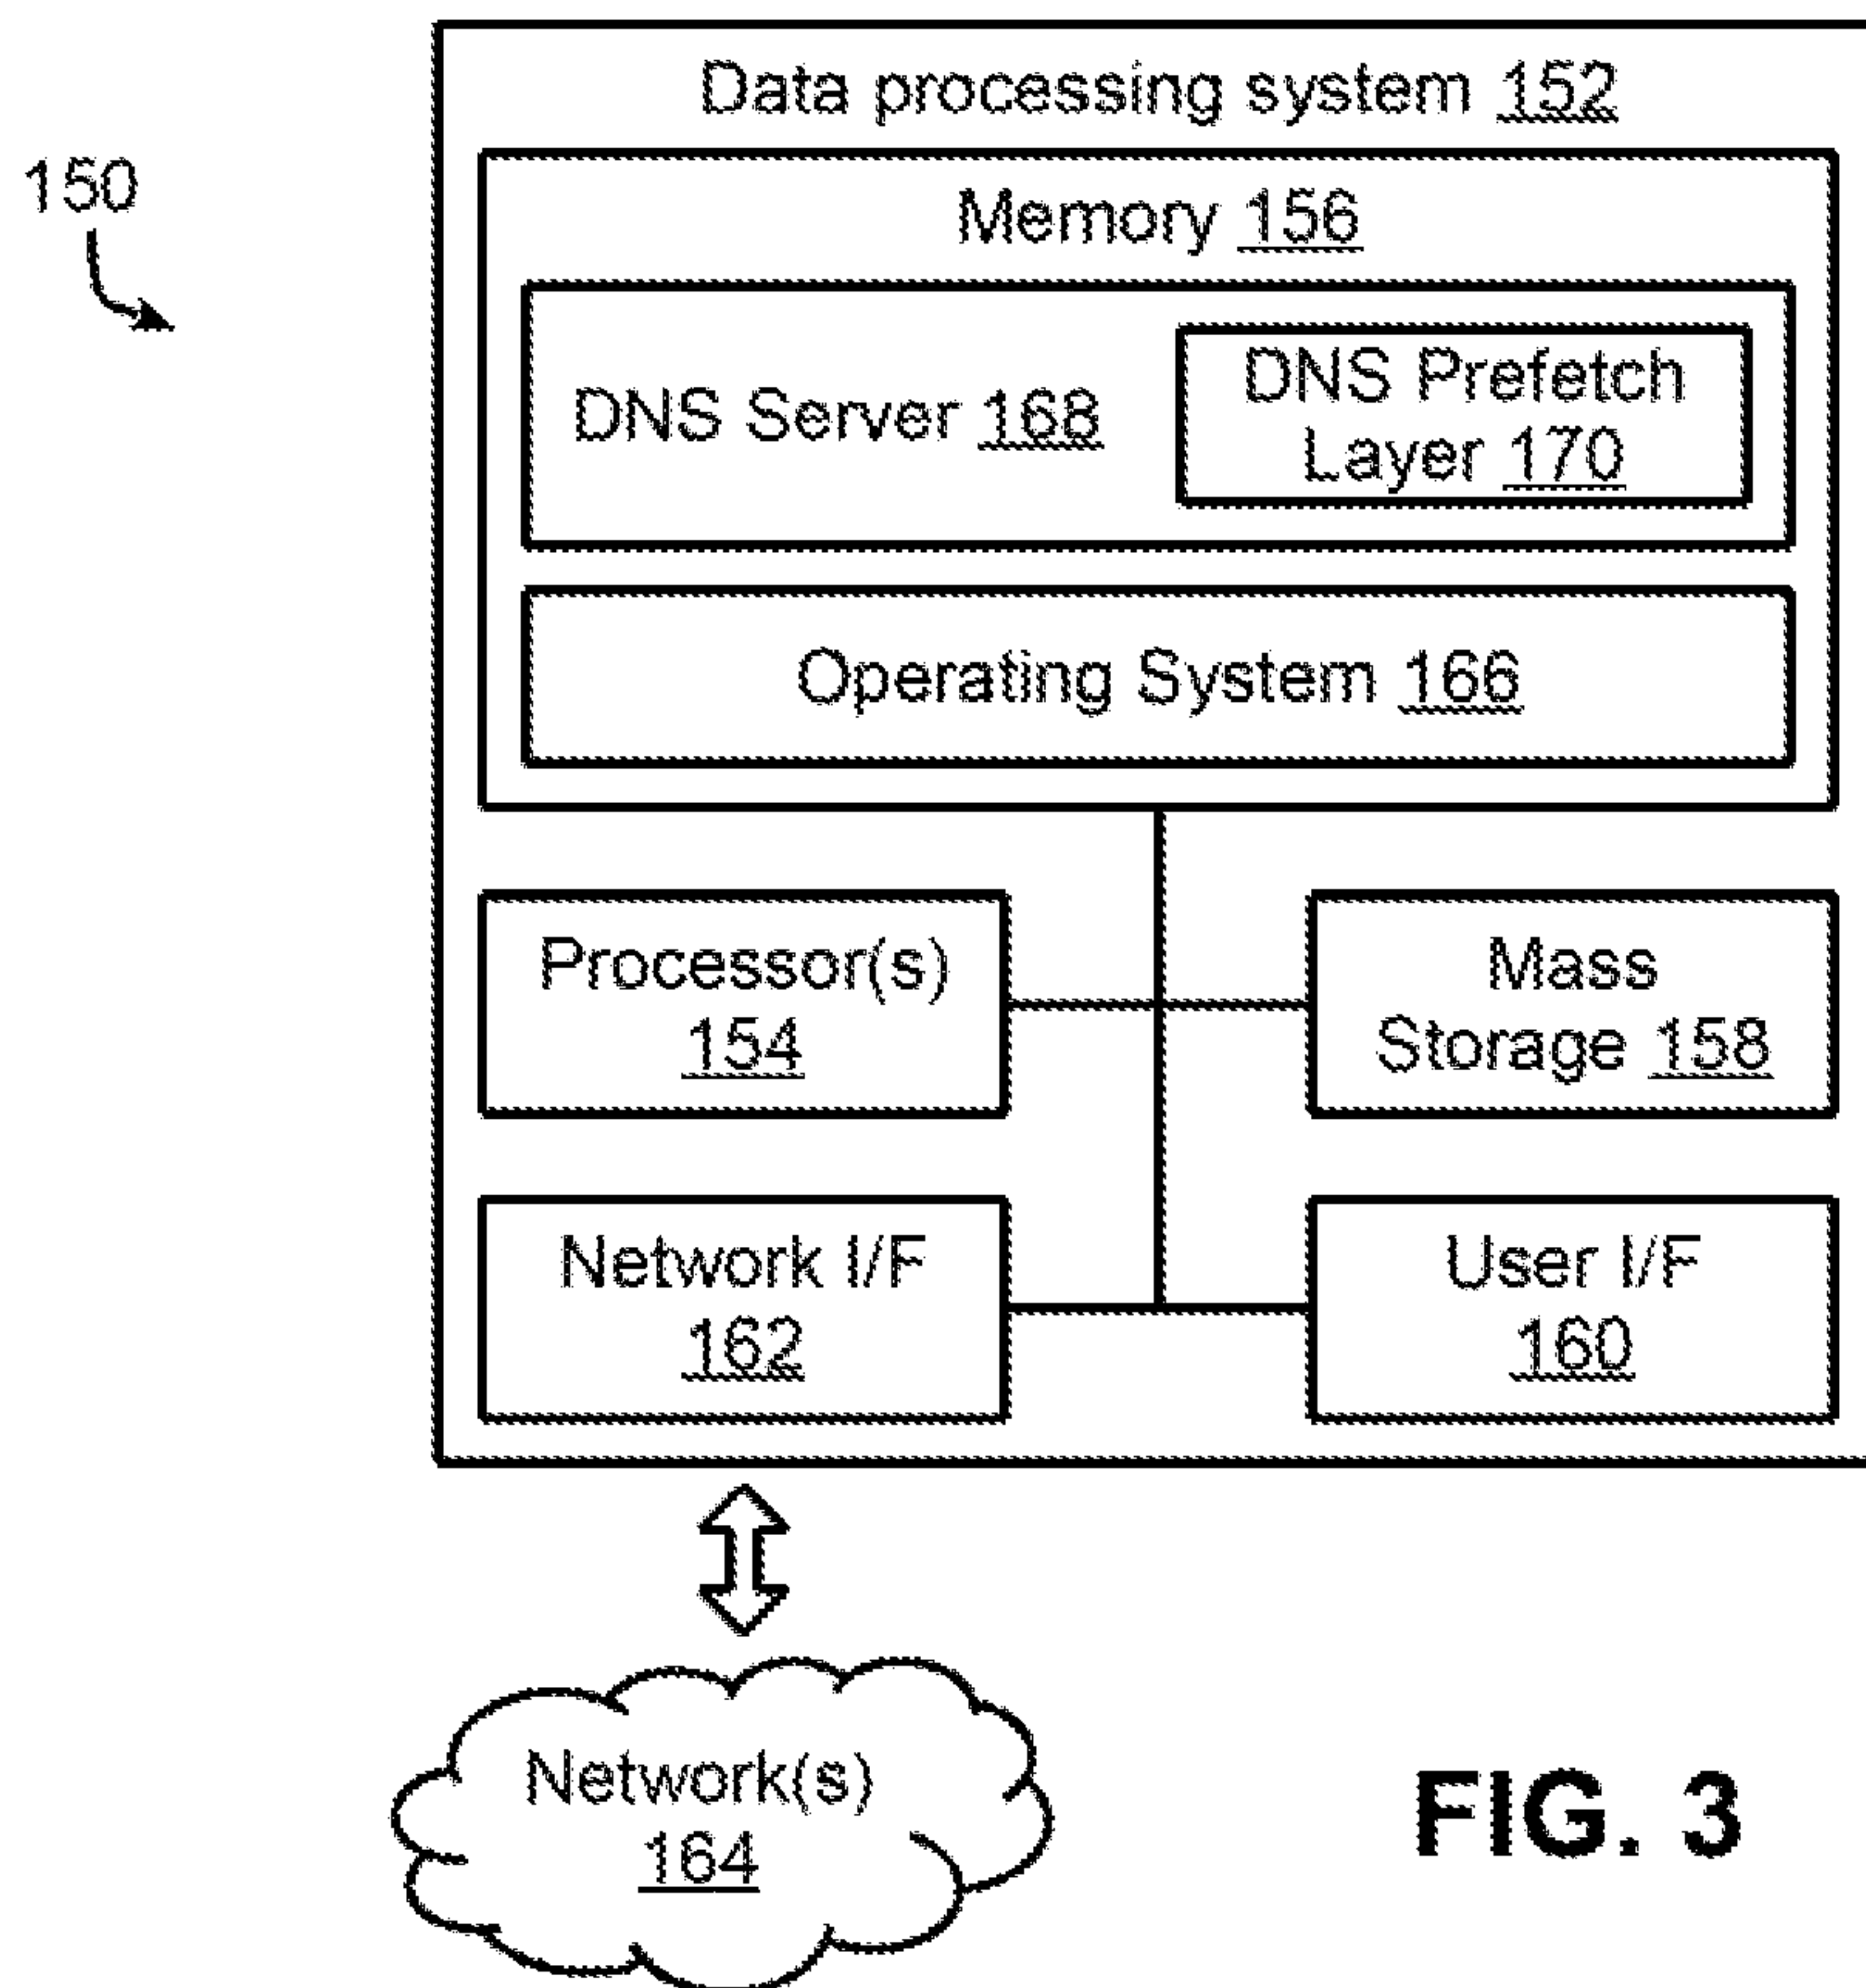 Data processing system 152
150
Memory 156
DNS Server 168
DNS Prefetch
Layer 170
Operating System 166
Processor(s)
154
Mass
Storage 158
Network I/F
162
User I/F
160
Network(s)
164
FIG. 3